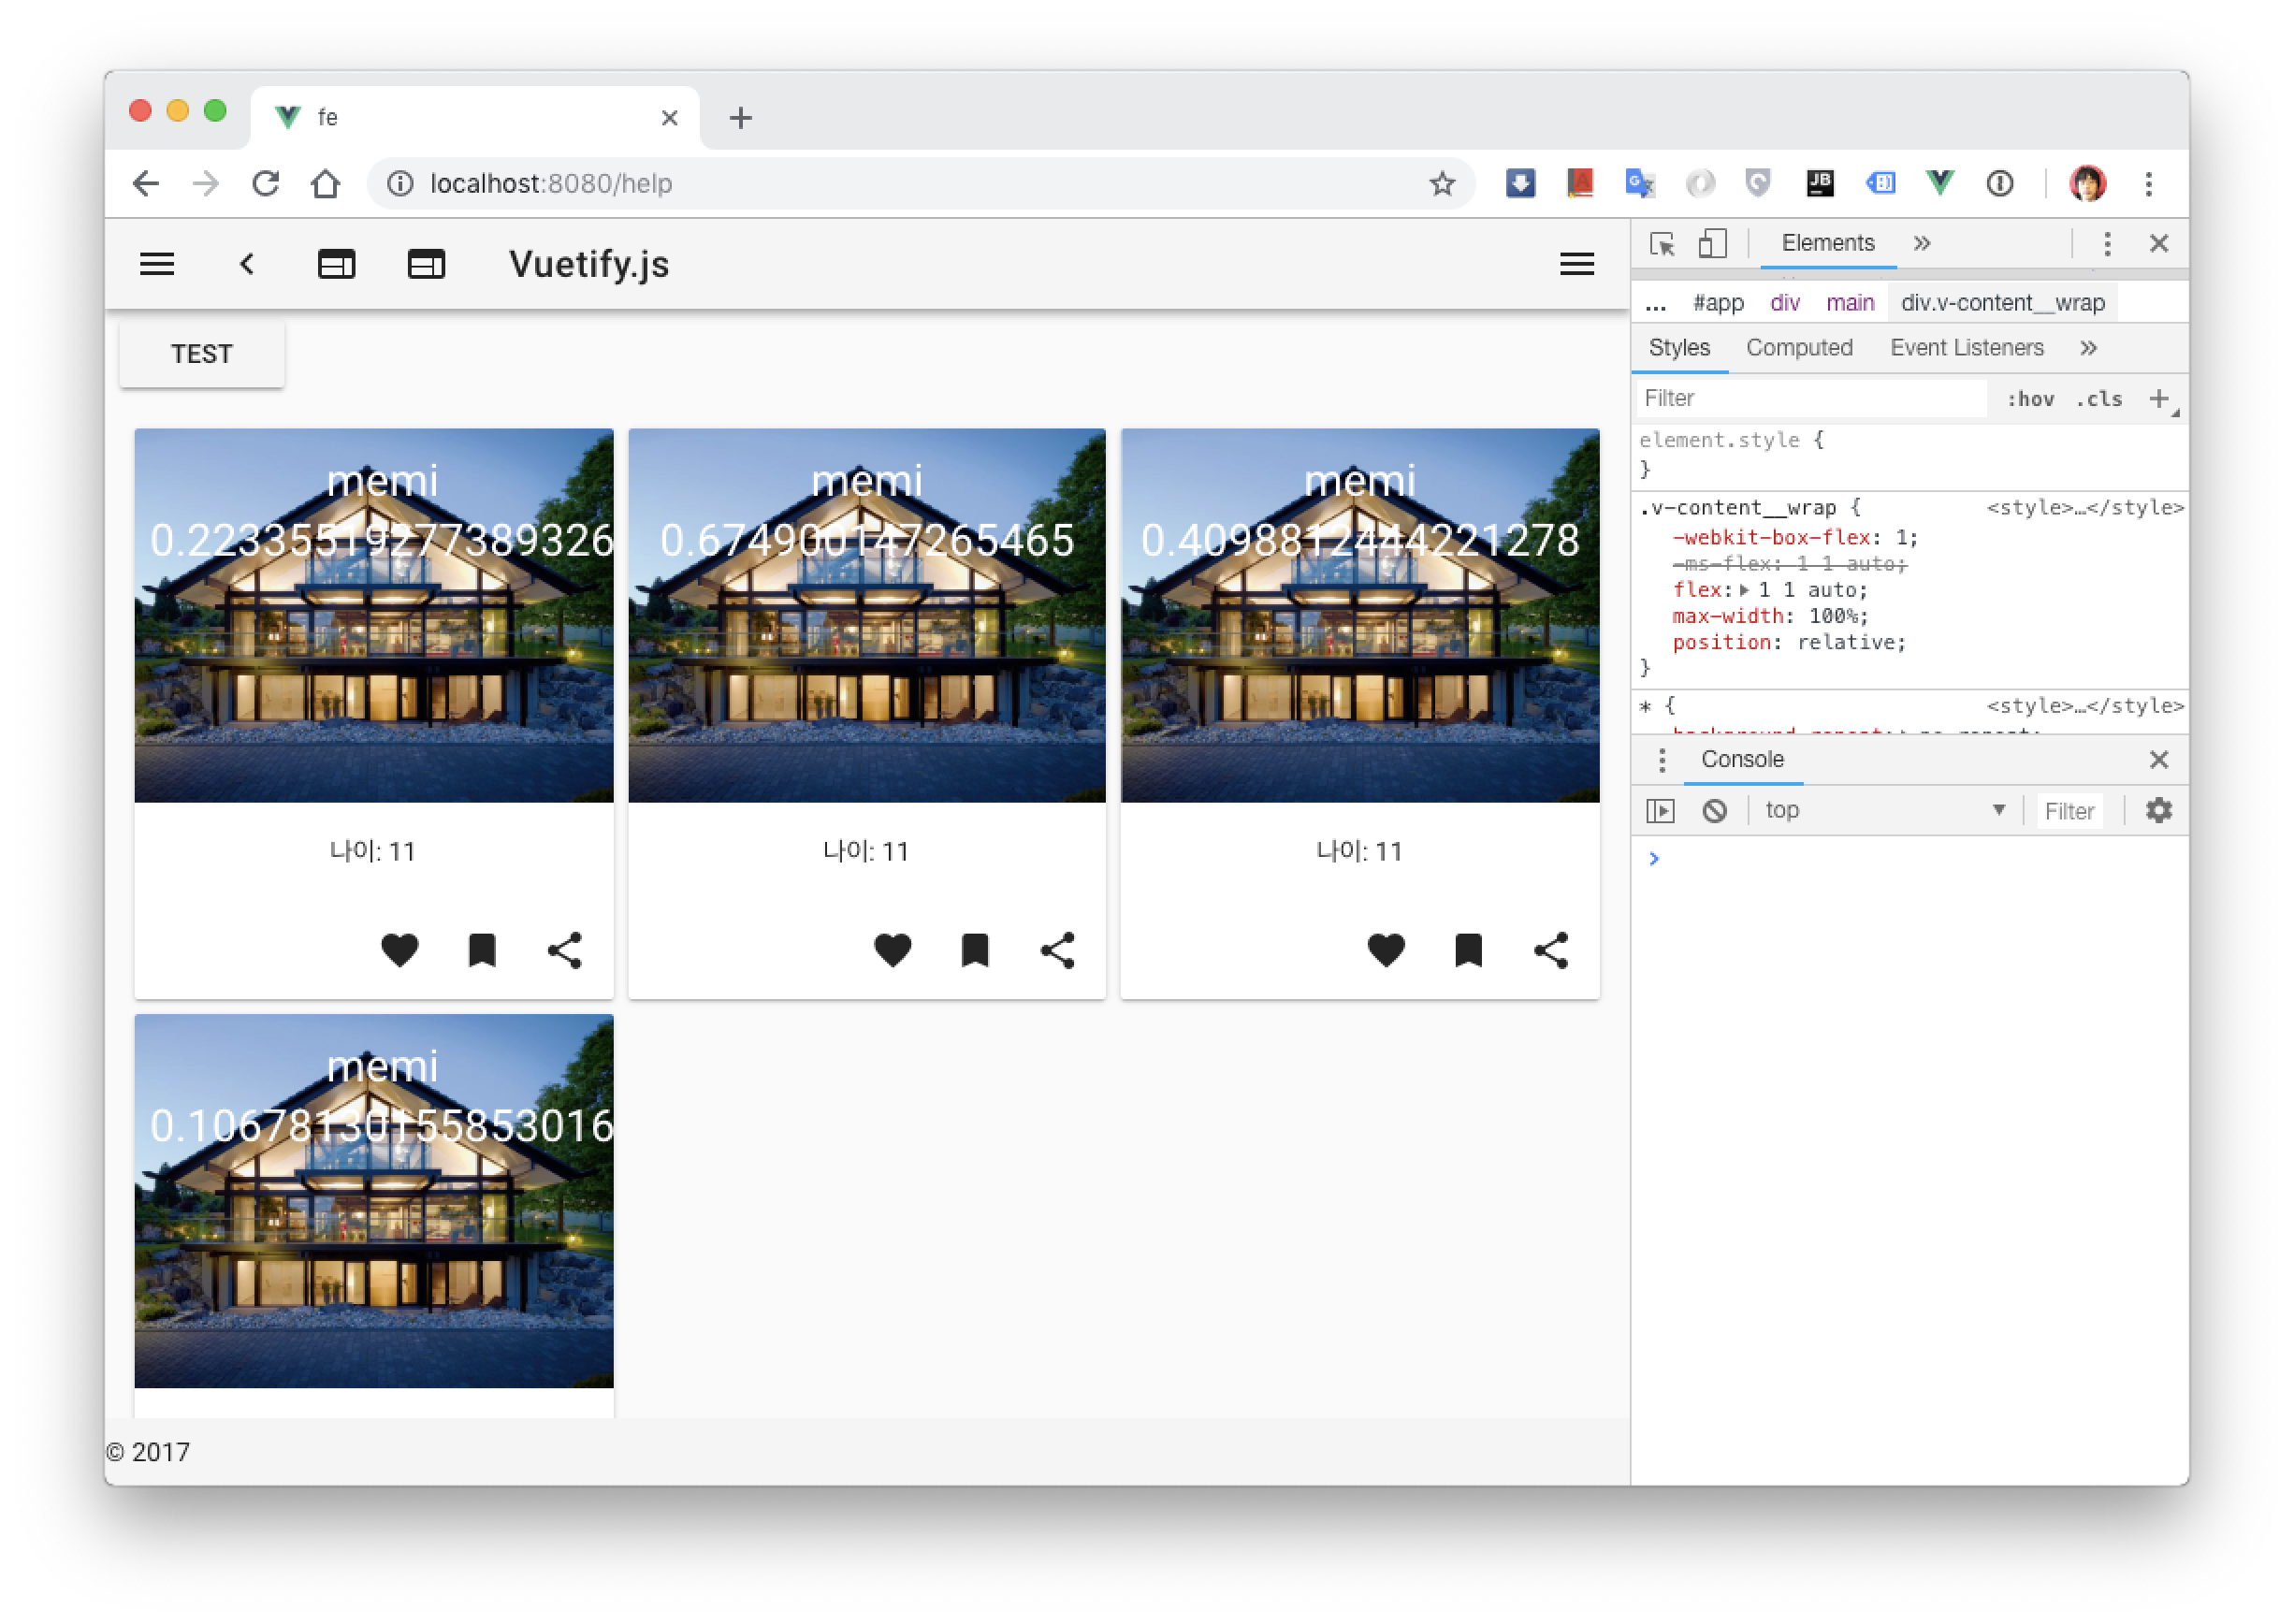 fe
localhost:8080/help
Vuetify.js
TEST
memi
0.22335519277389326
memi
0.674900147265465
memi
0.4098812444221278
나이: 11
나이: 11
나이: 11
memi
0.10678130155853016
© 2017
Elements
... #app div main div.v-content__wrap
Styles Computed Event Listeners
Filter :hov .cls
element.style {
}
.v-content__wrap { <style>…</style>
-webkit-box-flex: 1;
-ms-flex: 1 1 auto;
flex: 1 1 auto;
max-width: 100%;
position: relative;
}
* { <style>…</style>
Console
top Filter